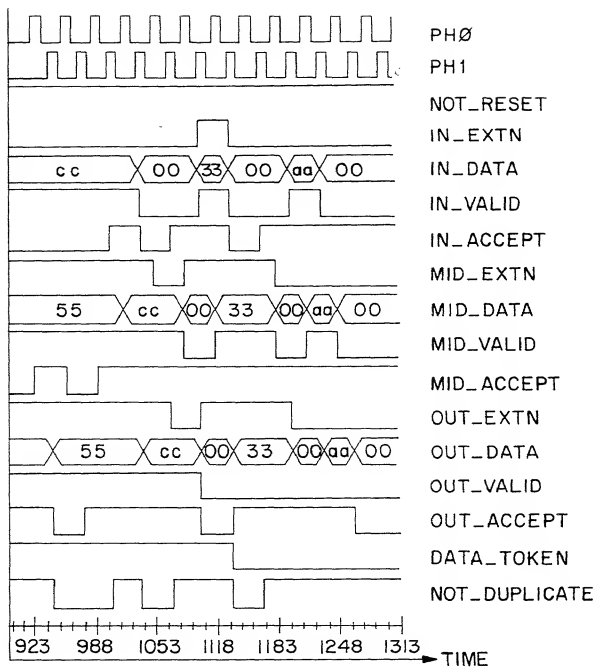 PHØ
PH1
NOT_RESET
IN_EXTN
cc 00 33 00 aa 00 IN_DATA
IN_VALID
IN_ACCEPT
MID_EXTN
55 cc 00 33 00 aa 00 MID_DATA
MID_VALID
MID_ACCEPT
OUT_EXTN
55 cc 00 33 00 aa 00 OUT_DATA
OUT_VALID
OUT_ACCEPT
DATA_TOKEN
NOT_DUPLICATE
923 988 1053 1118 1183 1248 1313
TIME